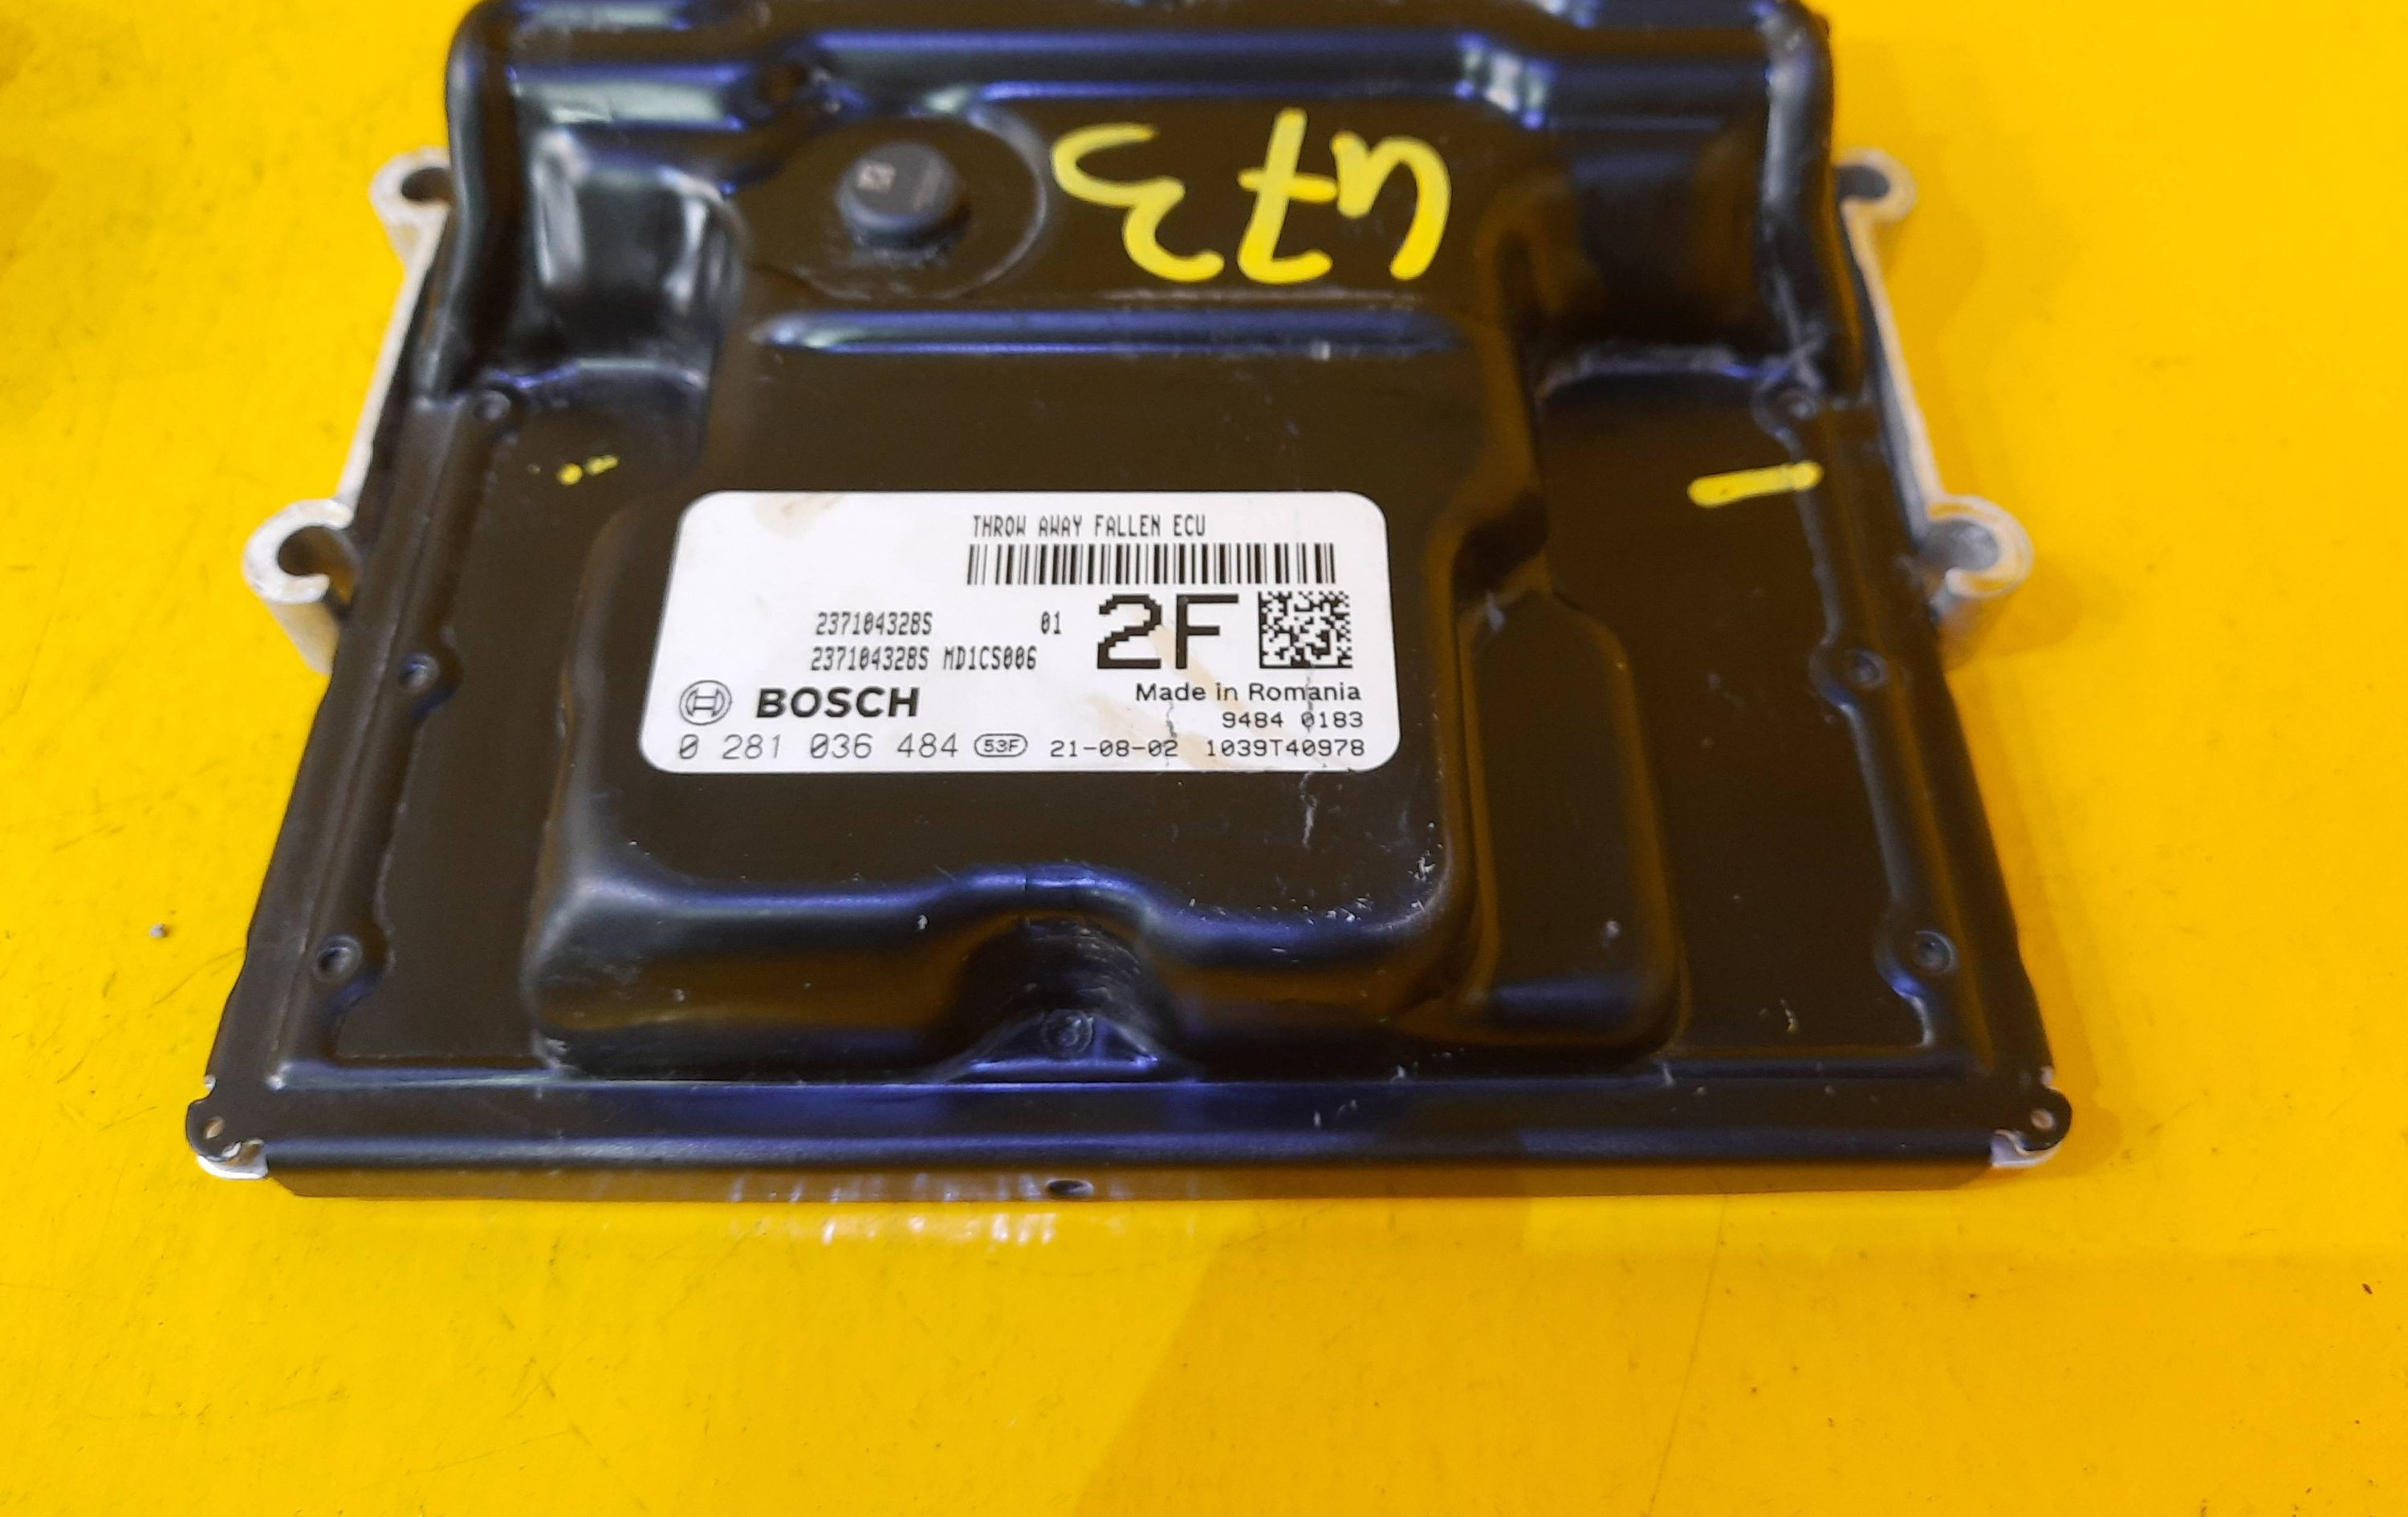 473
THROW AWAY FALLEN ECU
237104328S 01 2F
237104328S MD1CS006
BOSCH
Made in Romania
9484 0183
0 281 036 484 53F 21-08-02 1039T40978